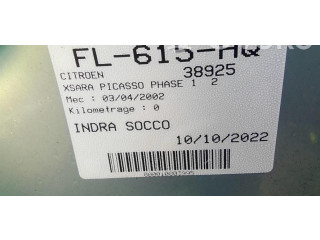 FL-615-HQ
CITROEN 38925
XSARA PICASSO PHASE 1 2
Mec : 03/04/2002
Kilometrage : 0
INDRA SOCCO
10/10/2022